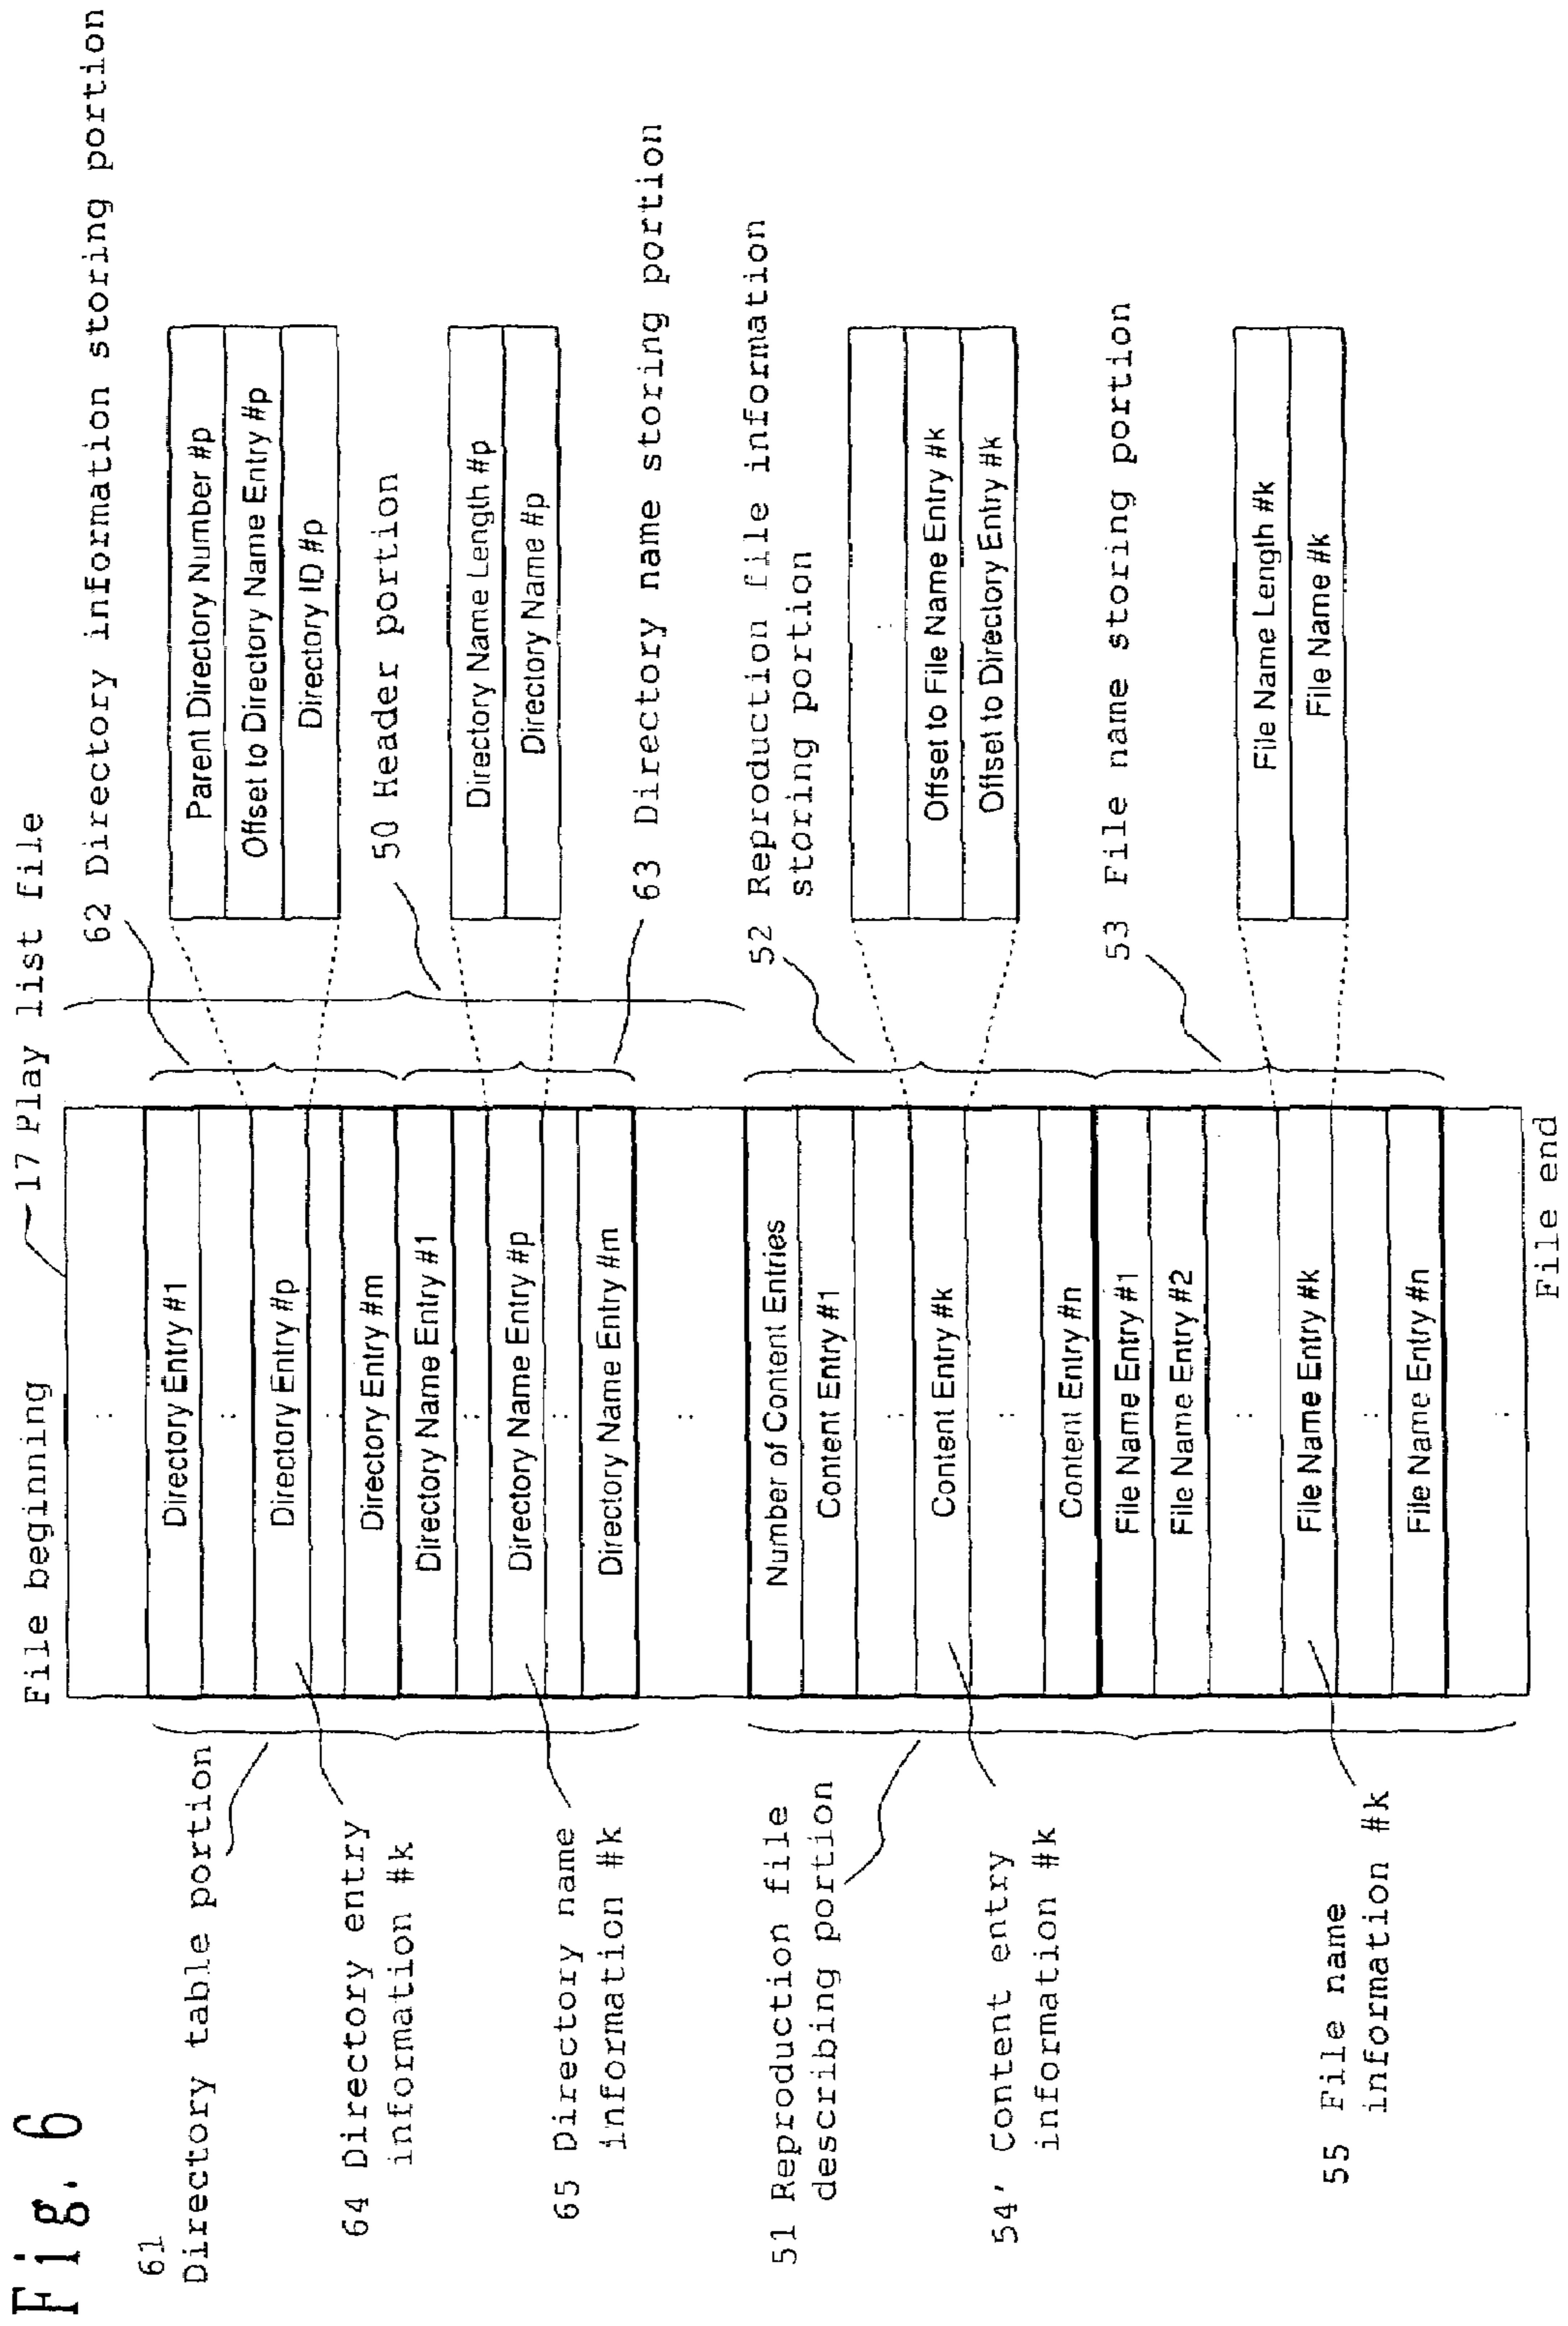 Fig. 6
File beginning
17 Play list file
61
Directory table portion
62 Directory information storing portion
Directory Entry #1
:
Directory Entry #p
:
Directory Entry #m
Parent Directory Number #p
Offset to Directory Name Entry #p
Directory ID #p
64 Directory entry
information #k
50 Header portion
Directory Name Entry #1
:
Directory Name Entry #p
:
Directory Name Entry #m
Directory Name Length #p
Directory Name #p
65 Directory name
information #k
63 Directory name storing portion
:
51 Reproduction file
describing portion
52 Reproduction file information
storing portion
Number of Content Entries
Content Entry #1
:
Content Entry #k
:
Content Entry #n
:
Offset to File Name Entry #k
Offset to Directory Entry #k
54' Content entry
information #k
53 File name storing portion
File Name Entry #1
File Name Entry #2
:
File Name Entry #k
:
File Name Entry #n
:
File Name Length #k
File Name #k
55 File name
information #k
File end